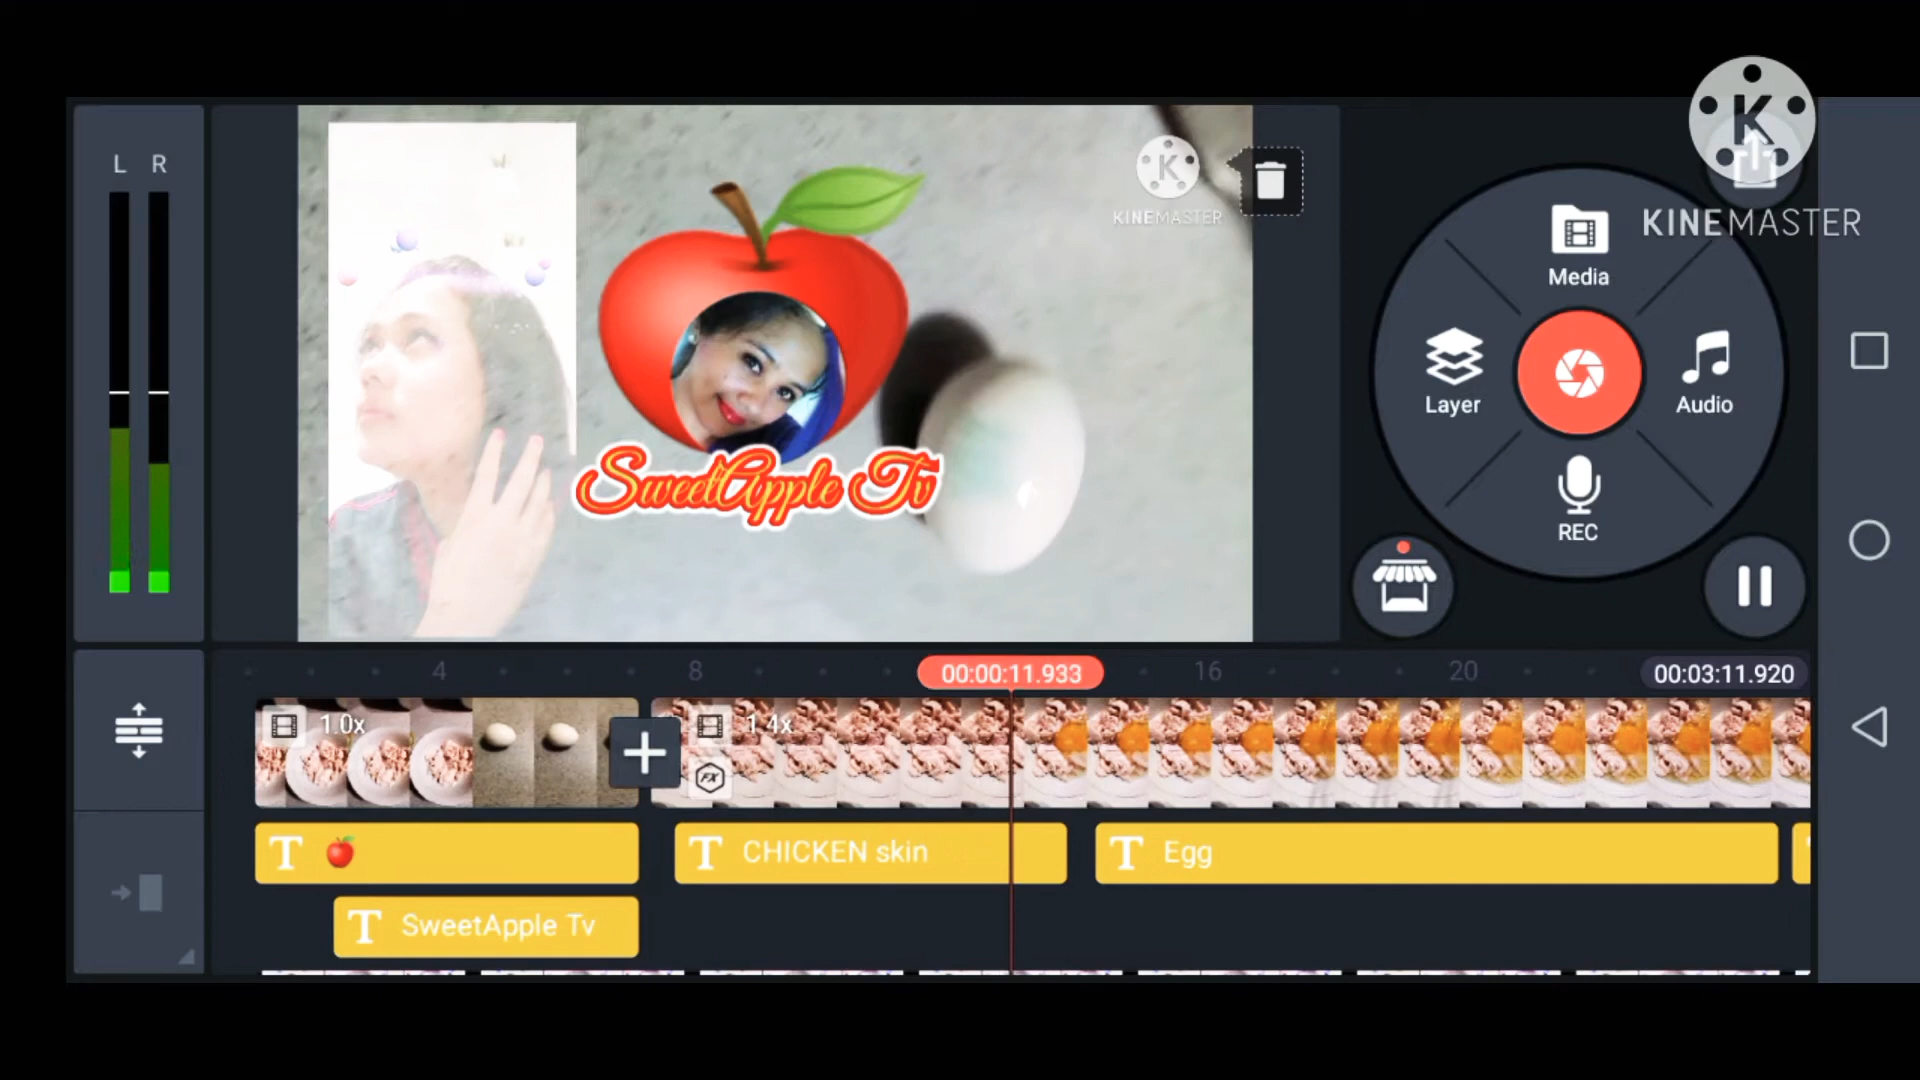 L R
K
KINEMASTER
K
KINEMASTER
Media
Layer
Audio
REC
SweetApple Tv
4
8
00:00:11.933
16
20
00:03:11.920
1.0x
1.4x
FX
T 🍎
T CHICKEN skin
T Egg
T SweetApple Tv